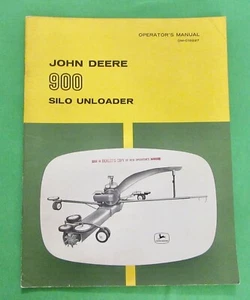 OPERATOR'S MANUAL
JOHN DEERE
900
SILO UNLOADER